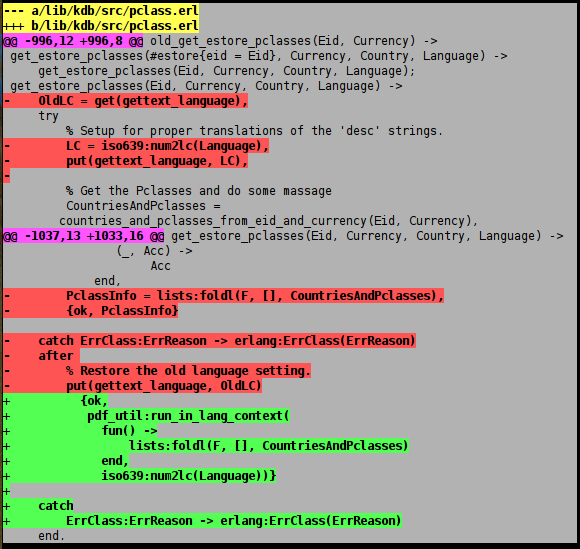 --- a/lib/kdb/src/pclass.erl
+++ b/lib/kdb/src/pclass.erl
@@ -996,12 +996,8 @@ old_get_estore_pclasses(Eid, Currency) ->
 get_estore_pclasses(#estore{eid = Eid}, Currency, Country, Language) ->
     get_estore_pclasses(Eid, Currency, Country, Language);
 get_estore_pclasses(Eid, Currency, Country, Language) ->
-    OldLC = get(gettext_language),
     try
         % Setup for proper translations of the 'desc' strings.
-        LC = iso639:num2lc(Language),
-        put(gettext_language, LC),
-
         % Get the Pclasses and do some massage
         CountriesAndPclasses =
        countries_and_pclasses_from_eid_and_currency(Eid, Currency),
@@ -1037,13 +1033,16 @@ get_estore_pclasses(Eid, Currency, Country, Language) ->
                (_, Acc) ->
                     Acc
             end,
-        PclassInfo = lists:foldl(F, [], CountriesAndPclasses),
-        {ok, PclassInfo}
-    catch ErrClass:ErrReason -> erlang:ErrClass(ErrReason)
-    after
-        % Restore the old language setting.
-        put(gettext_language, OldLC)
+          {ok,
+           pdf_util:run_in_lang_context(
+             fun() ->
+                 lists:foldl(F, [], CountriesAndPclasses)
+             end,
+             iso639:num2lc(Language))}
+
+    catch
+        ErrClass:ErrReason -> erlang:ErrClass(ErrReason)
     end.